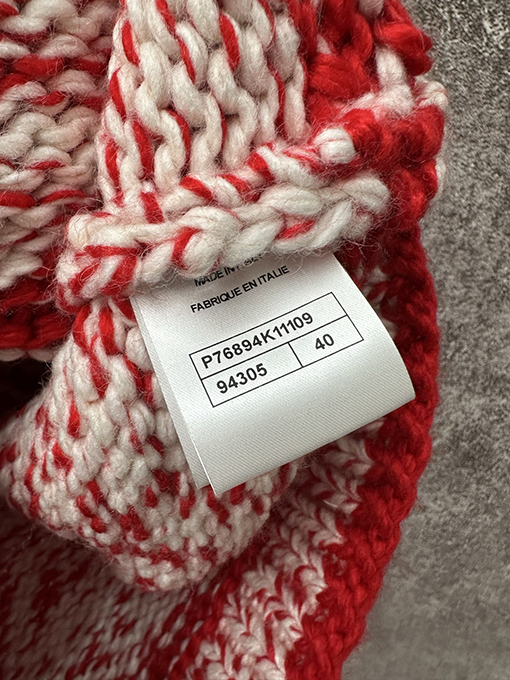 MADE IN
FABRIQUE EN ITALIE
P76894K11109
94305 40